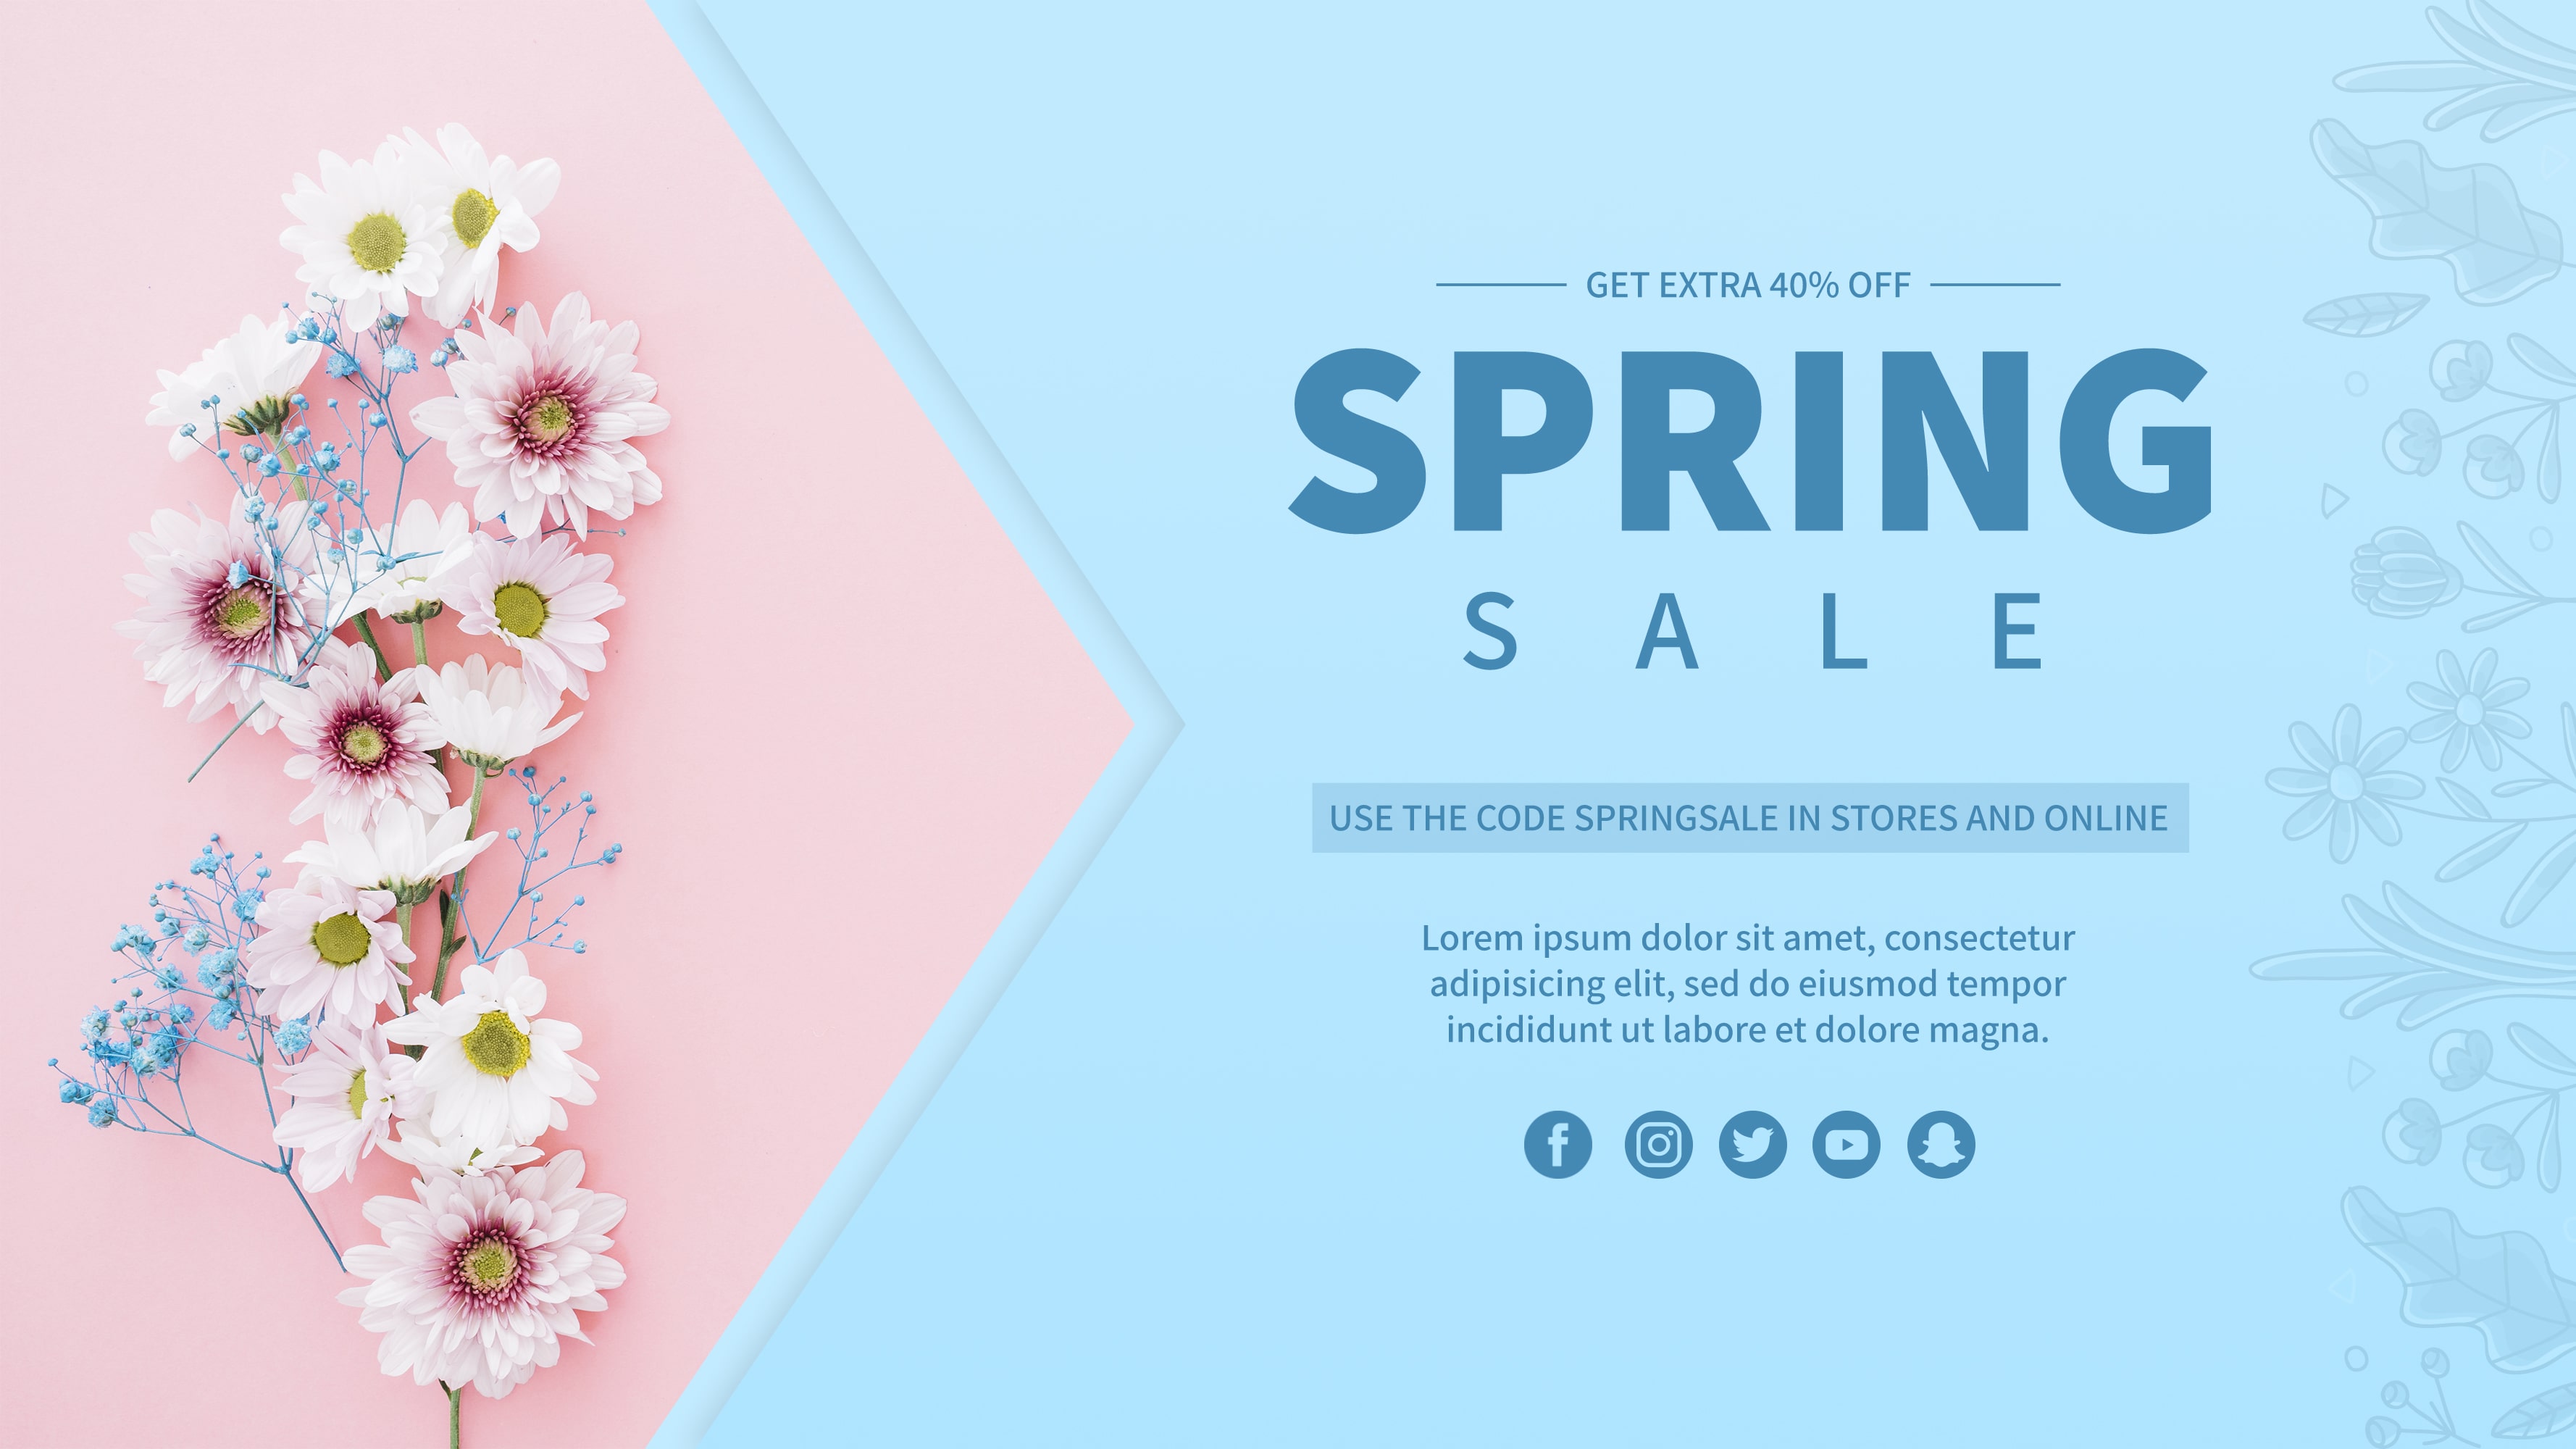 GET EXTRA 40% OFF
SPRING
SALE
USE THE CODE SPRINGSALE IN STORES AND ONLINE
Lorem ipsum dolor sit amet, consectetur
adipisicing elit, sed do eiusmod tempor
incididunt ut labore et dolore magna.